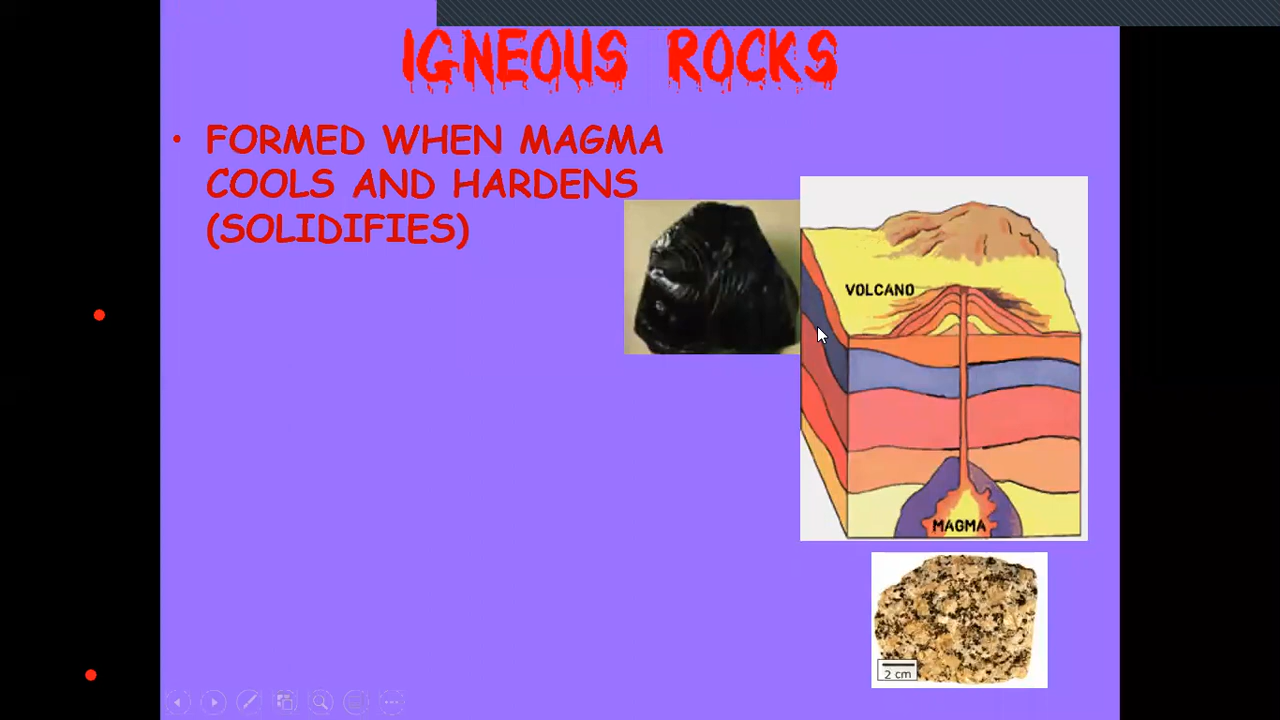 IGNEOUS ROCKS
• FORMED WHEN MAGMA
COOLS AND HARDENS
(SOLIDIFIES)
VOLCANO
MAGMA
2 cm